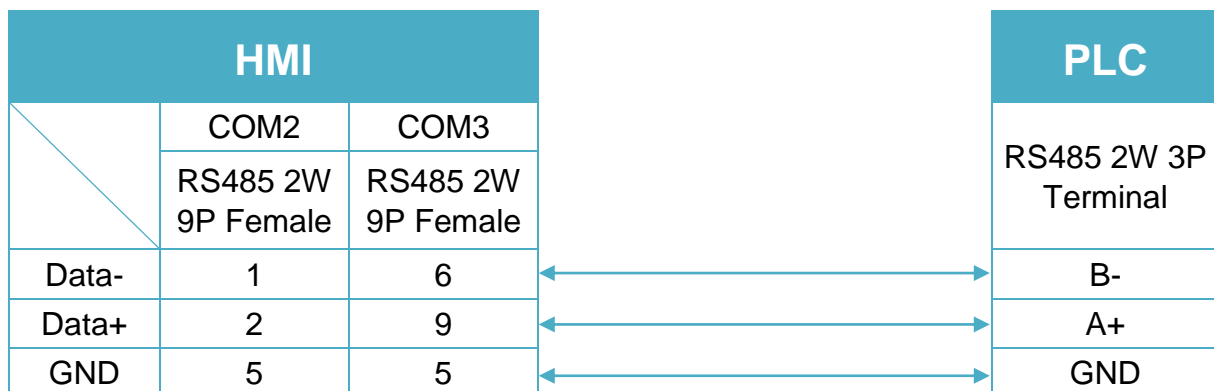 HMI
PLC
COM2
COM3
RS485 2W
9P Female
RS485 2W
9P Female
RS485 2W 3P
Terminal
Data-
1
6
B-
Data+
2
9
A+
GND
5
5
GND